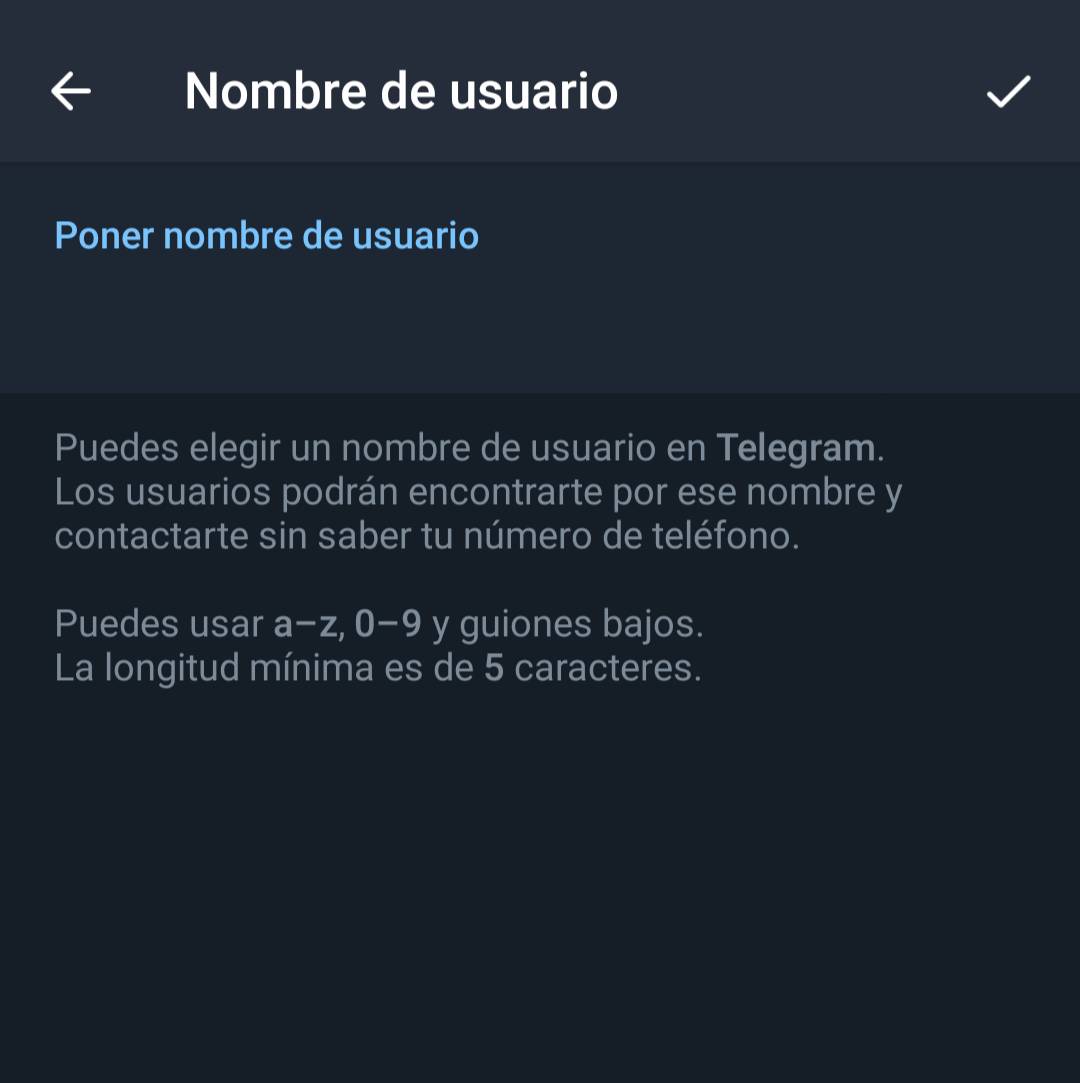 Nombre de usuario
Poner nombre de usuario
Puedes elegir un nombre de usuario en Telegram.
Los usuarios podrán encontrarte por ese nombre y
contactarte sin saber tu número de teléfono.
Puedes usar a–z, 0–9 y guiones bajos.
La longitud mínima es de 5 caracteres.